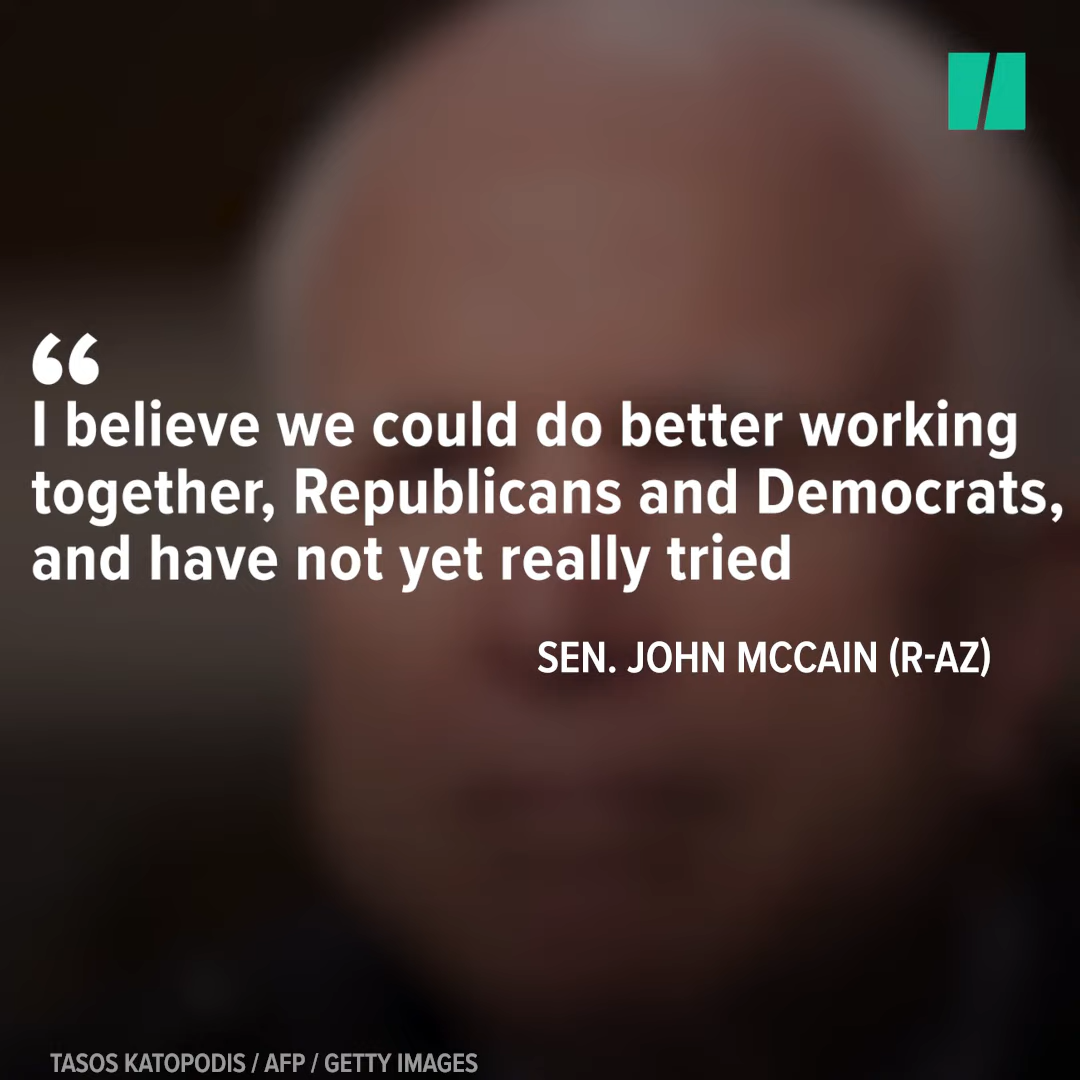 “
I believe we could do better working
together, Republicans and Democrats,
and have not yet really tried
SEN. JOHN MCCAIN (R-AZ)
TASOS KATOPODIS / AFP / GETTY IMAGES